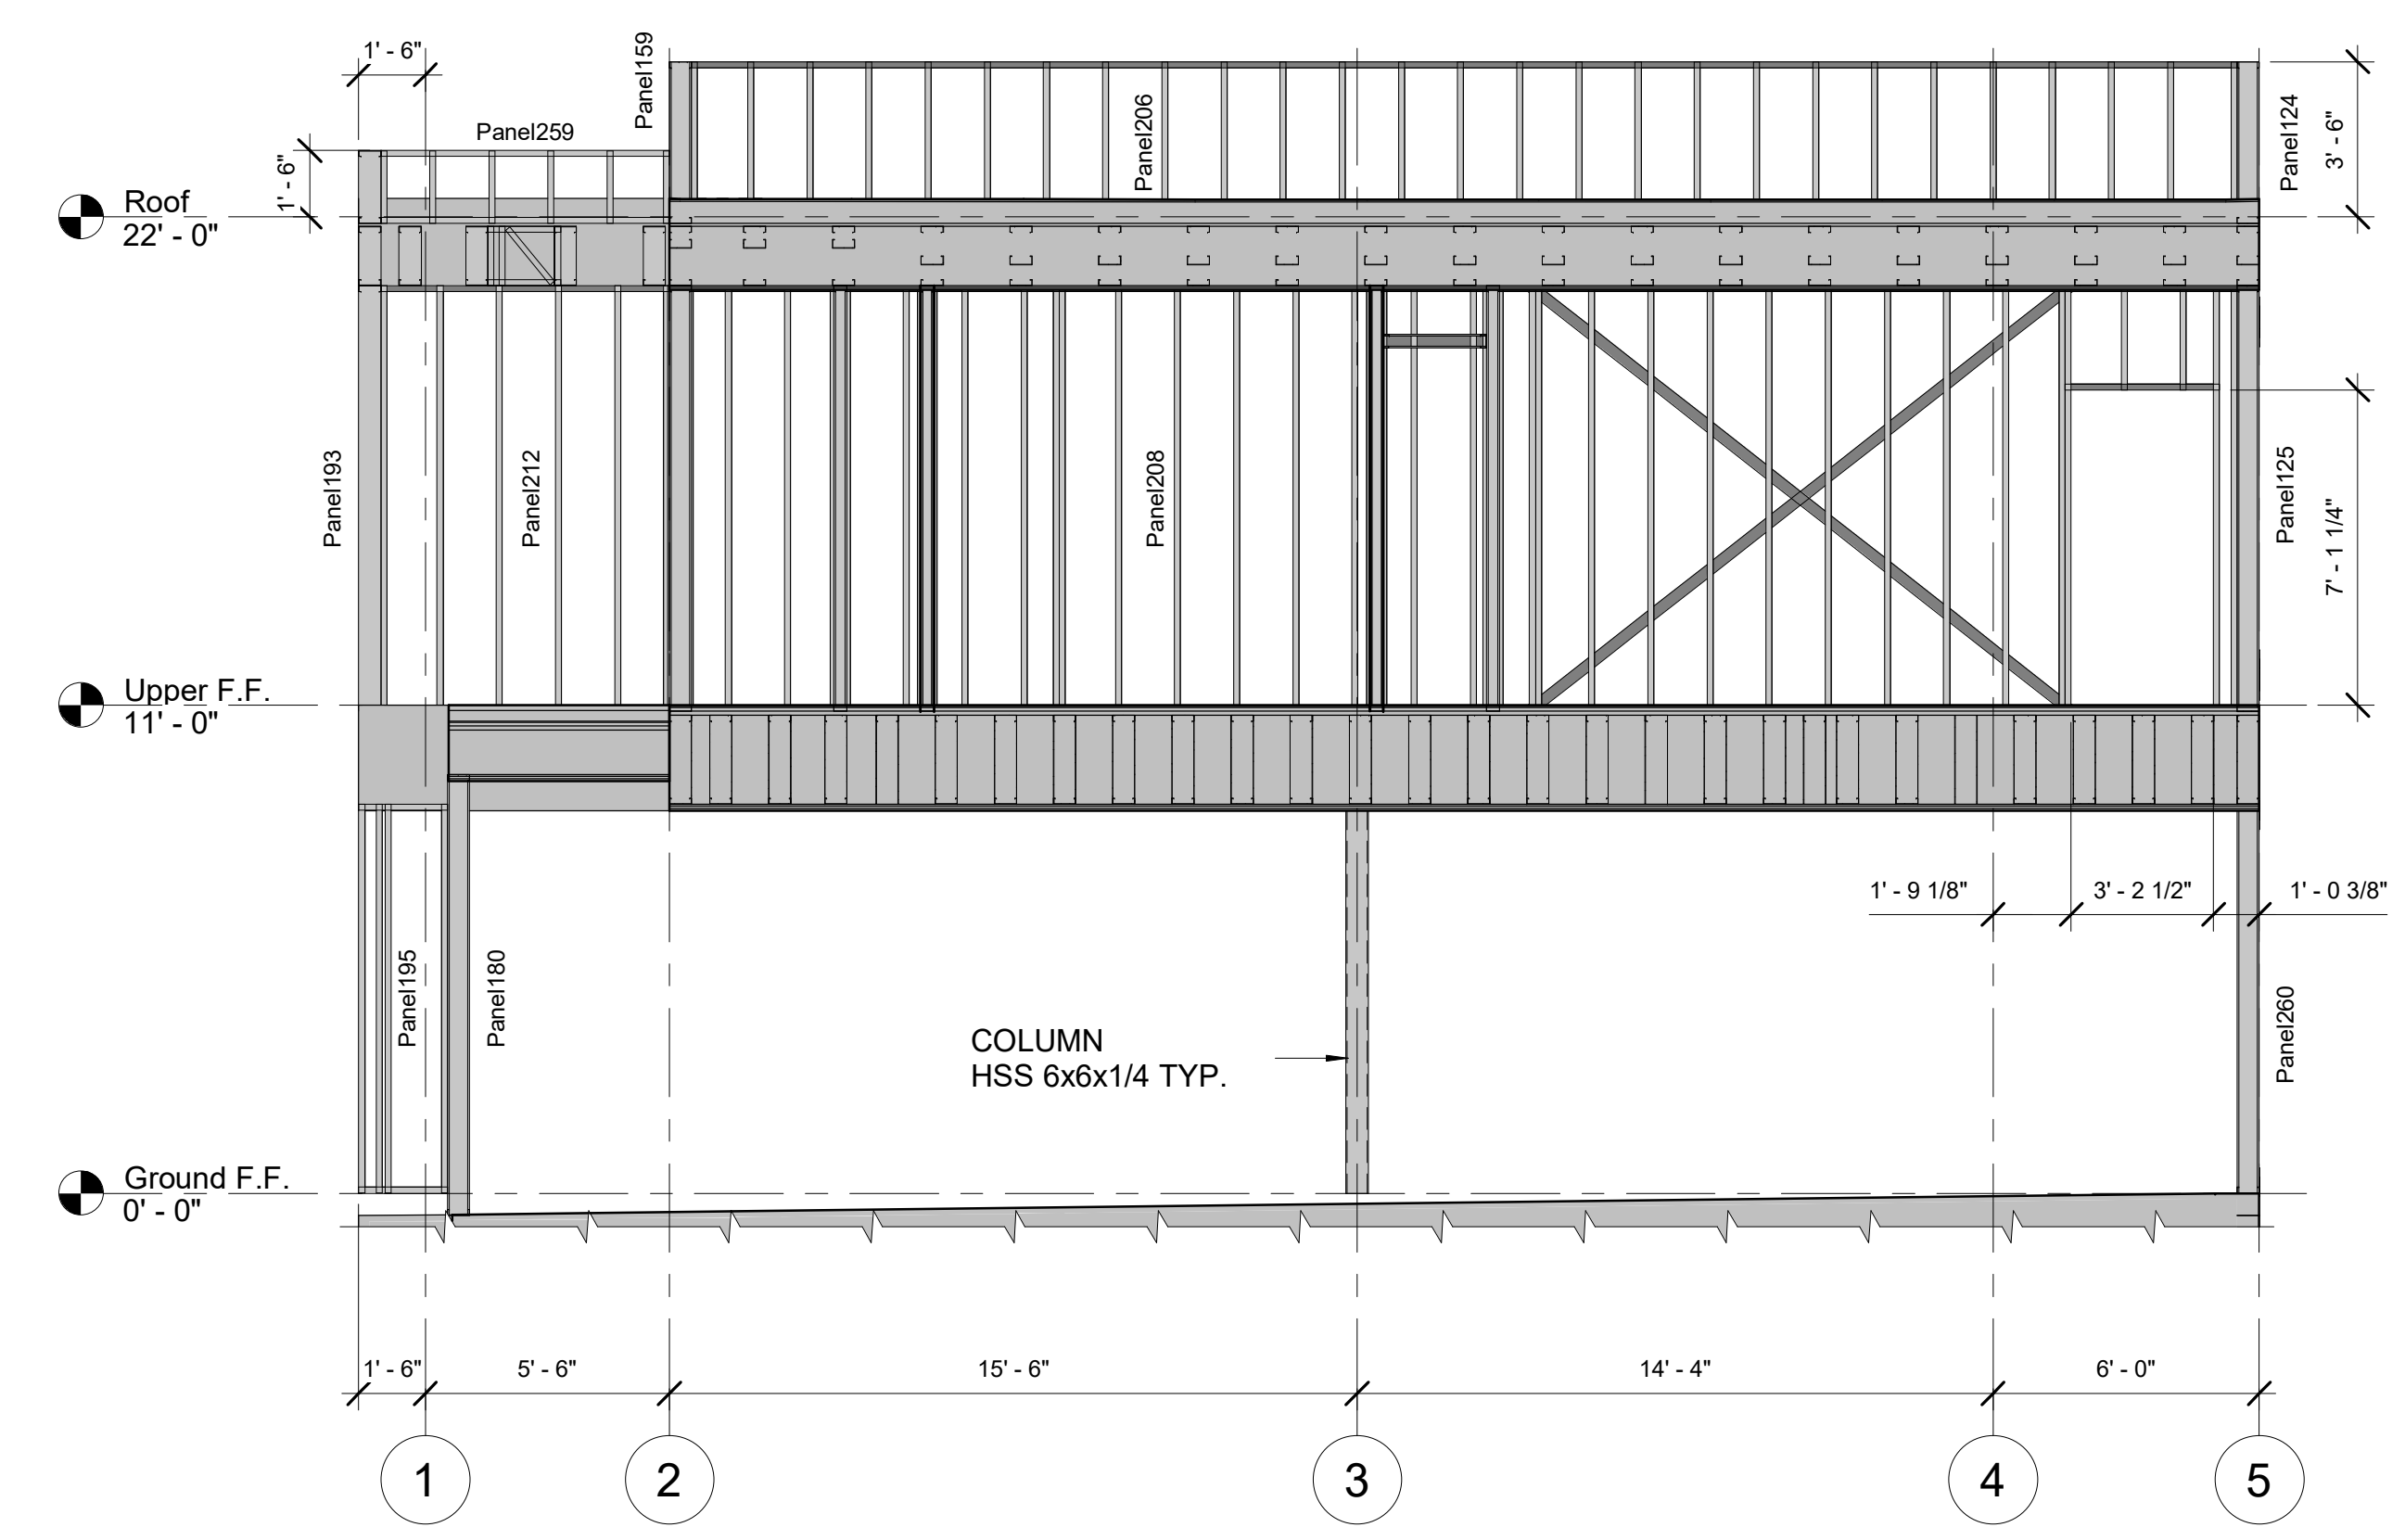 1' - 6"
Panel159
Panel259
Panel206
Panel124
3' - 6"
1' - 6"
Roof
22' - 0"
Panel193
Panel212
Panel208
Panel125
7' - 1 1/4"
Upper F.F.
11' - 0"
1' - 9 1/8"
3' - 2 1/2"
1' - 0 3/8"
Panel195
Panel180
COLUMN
HSS 6x6x1/4 TYP.
Panel260
Ground F.F.
0' - 0"
1' - 6"
5' - 6"
15' - 6"
14' - 4"
6' - 0"
1
2
3
4
5